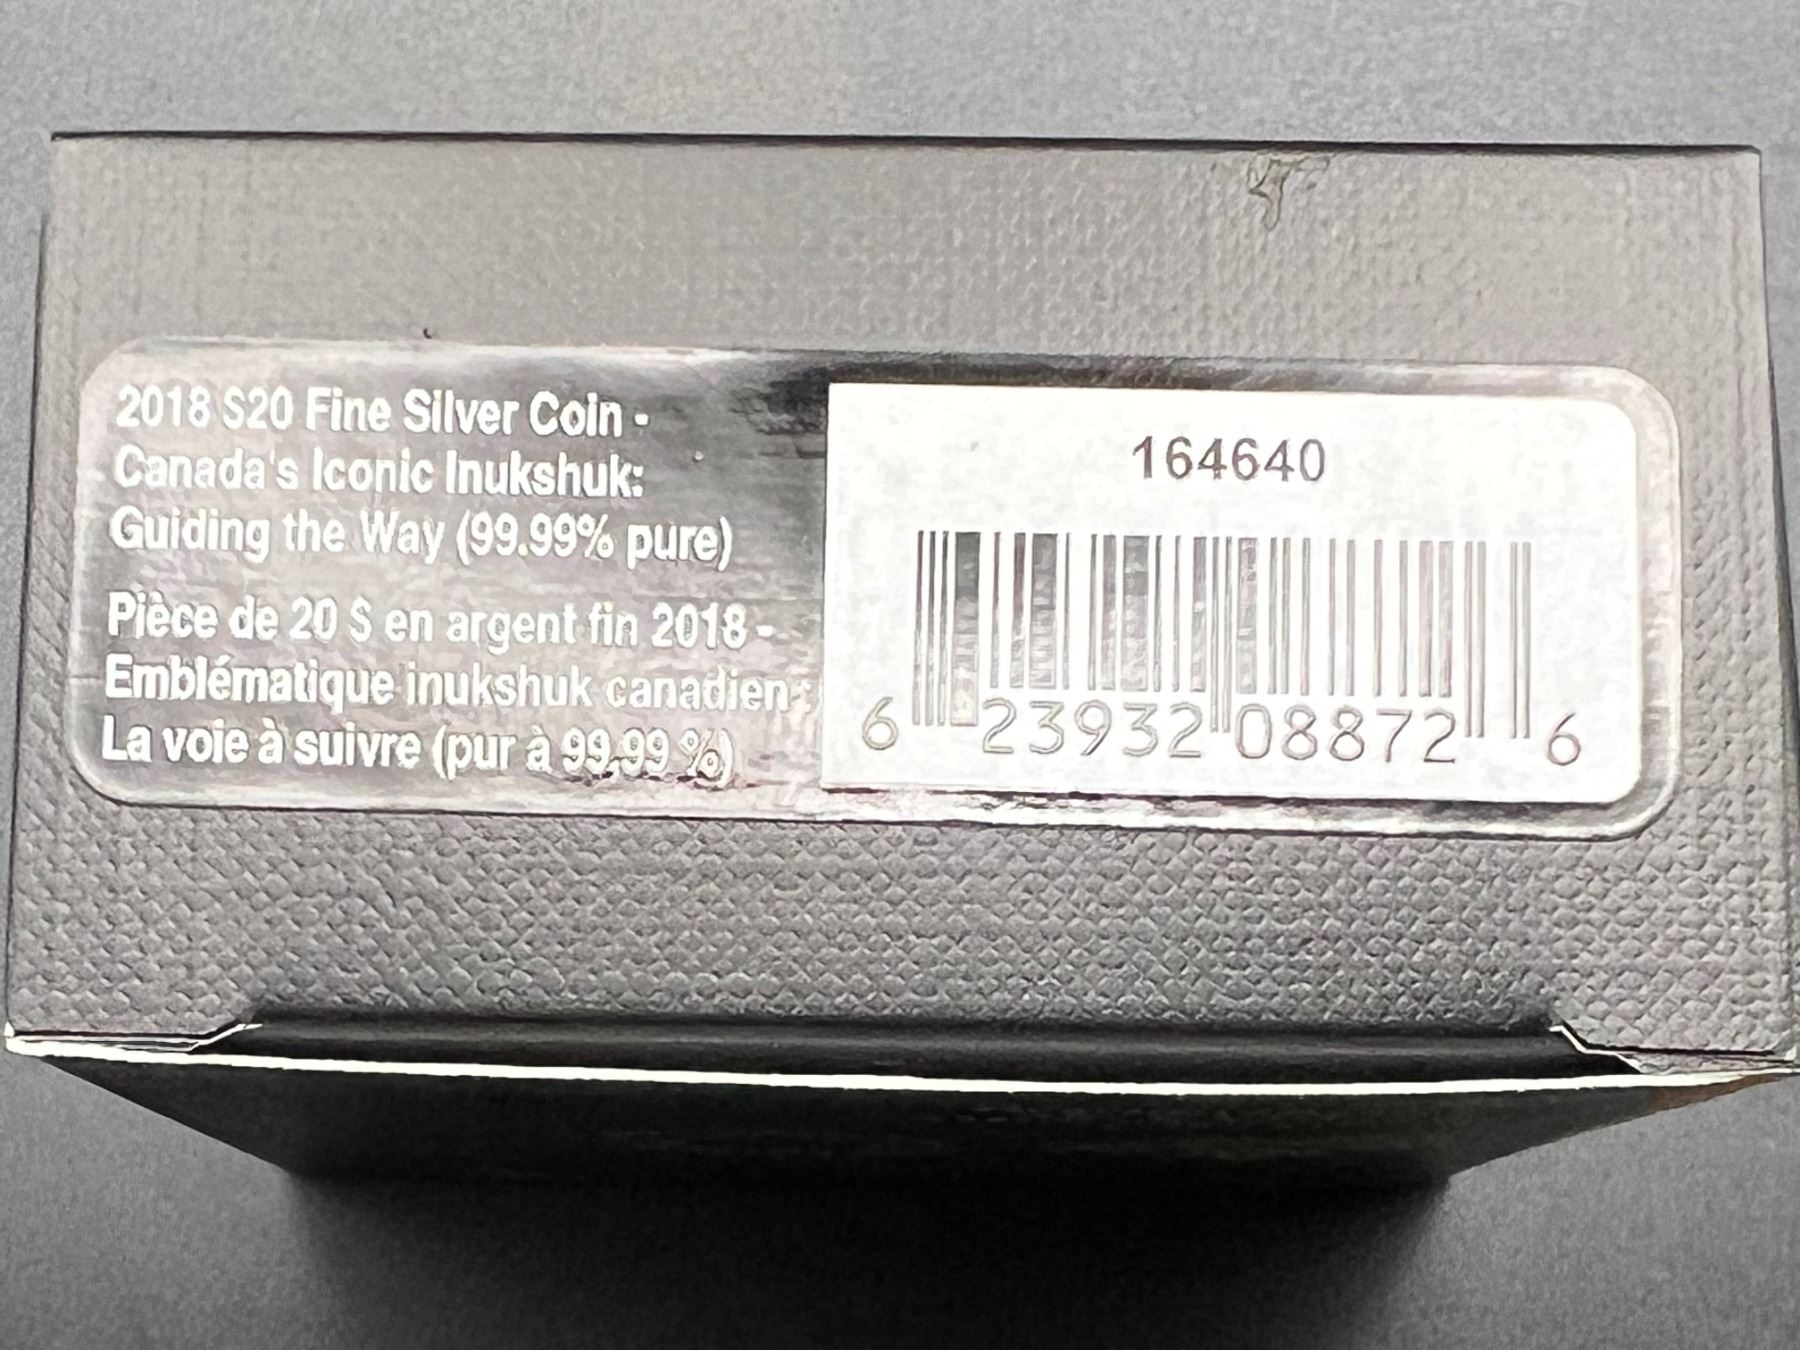 2018 $20 Fine Silver Coin -
Canada's Iconic Inukshuk:
Guiding the Way (99.99% pure)
Pièce de 20 $ en argent fin 2018 -
Emblématique inukshuk canadien :
La voie à suivre (pur à 99,99 %)
164640
6 23932 08872 6